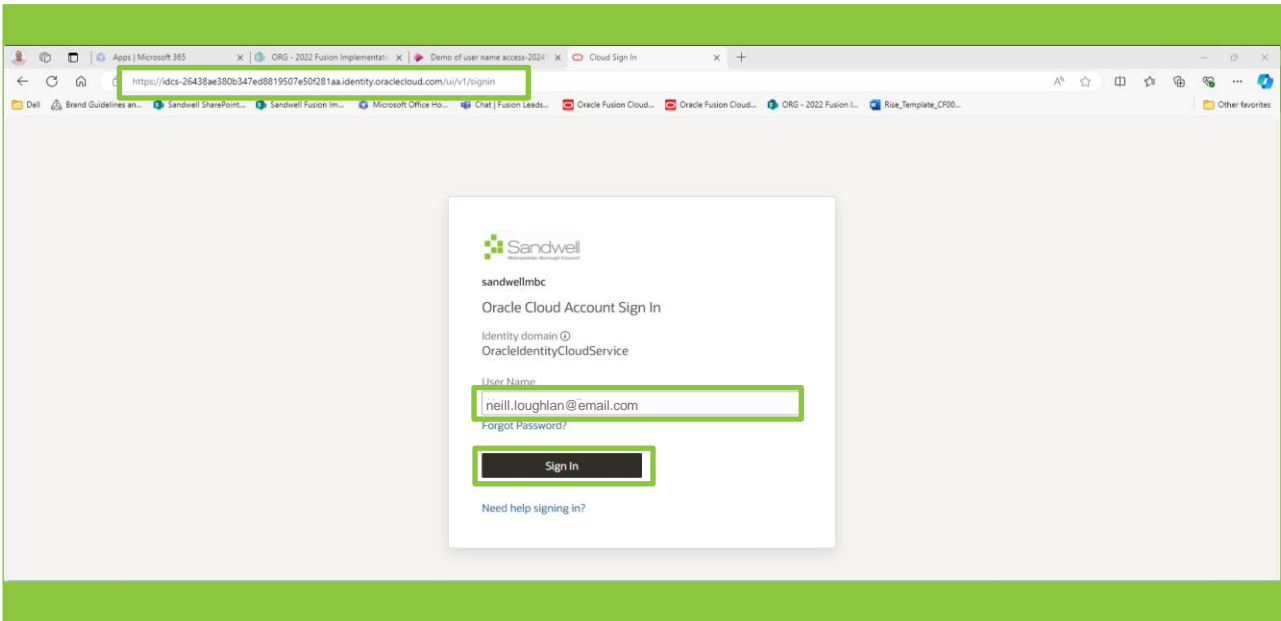 Apps | Microsoft 365
ORG - 2022 Fusion Implementati
Demo of user name access-2024
Cloud Sign In
https://idcs-26438ae380b347ed8819507e50f281aa.identity.oraclecloud.com/ui/v1/signin
Dell
Brand Guidelines an...
Sandwell SharePoint...
Sandwell Fusion Im...
Microsoft Office Ho...
Chat | Fusion Leads...
Oracle Fusion Cloud...
Oracle Fusion Cloud...
ORG - 2022 Fusion I...
Rise_Template_CF00...
Other favorites
Sandwell
Metropolitan Borough Council
sandwellmbc
Oracle Cloud Account Sign In
Identity domain
OracleIdentityCloudService
User Name
neill.loughlan@email.com
Forgot Password?
Sign In
Need help signing in?